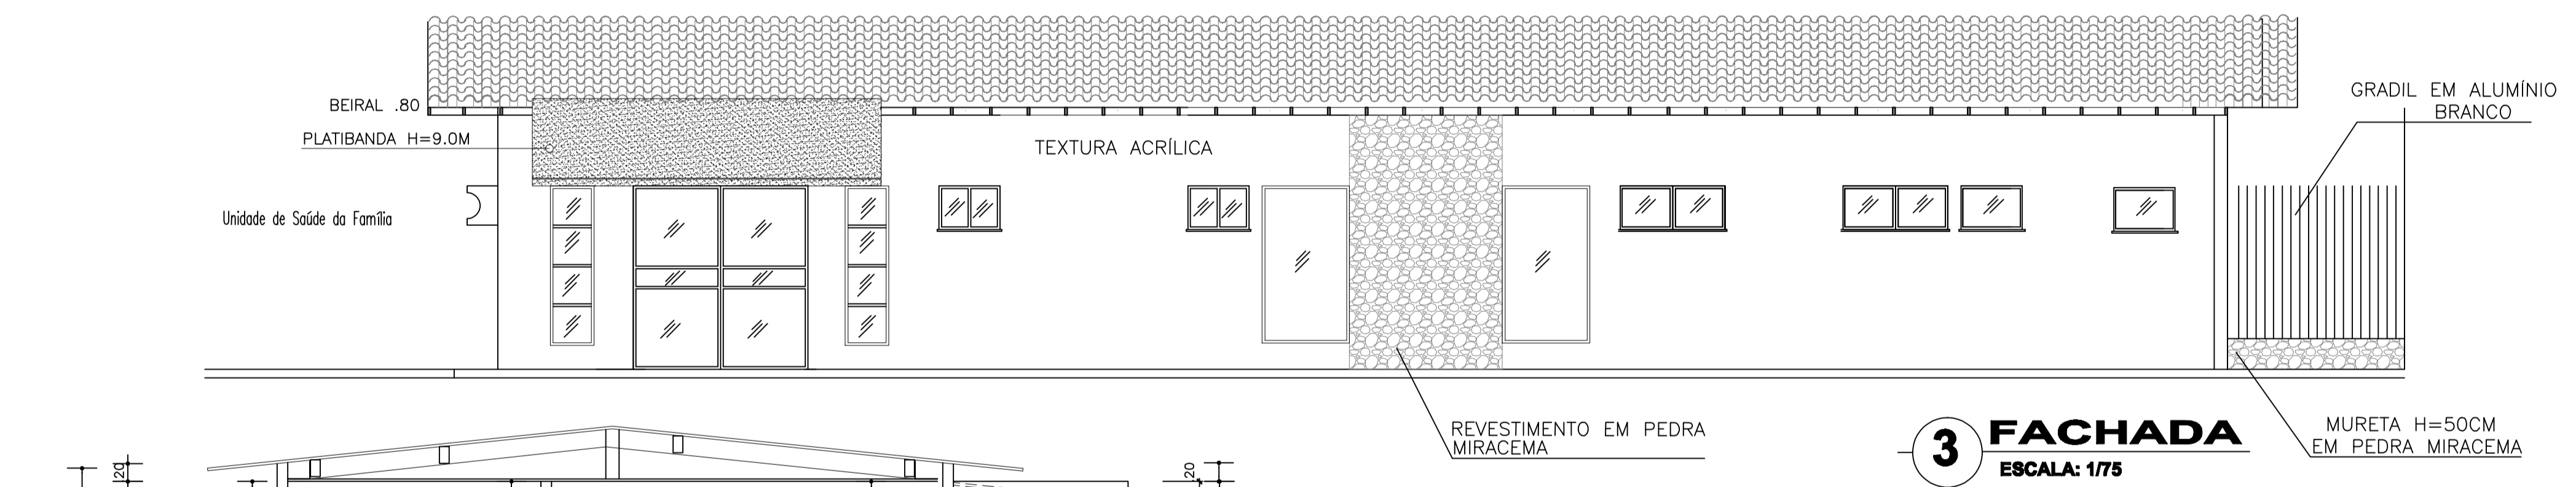 BEIRAL .80
PLATIBANDA H=9.0M
TEXTURA ACRÍLICA
GRADIL EM ALUMÍNIO
BRANCO
Unidade de Saúde da Família
REVESTIMENTO EM PEDRA
MIRACEMA
3 FACHADA
ESCALA: 1/75
MURETA H=50CM
EM PEDRA MIRACEMA
.20
.20